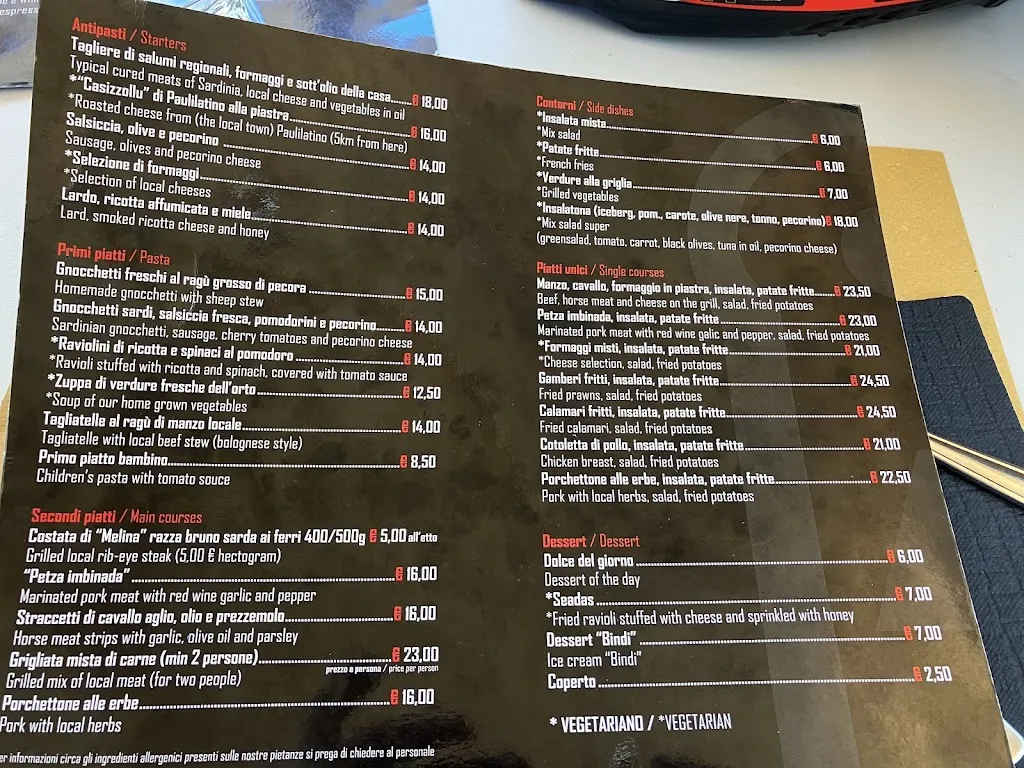 espress
Antipasti / Starters
Tagliere di salumi regionali, formaggi e sott'olio della casa........€ 18,00
Typical cured meats of Sardinia, local cheese and vegetables in oil
*"Casizzollu" di Paulilatino alla piastra........€ 16,00
*Roasted cheese from (the local town) Paulilatino (5km from here)
Salsiccia, olive e pecorino........€ 14,00
Sausage, olives and pecorino cheese
*Selezione di formaggi........€ 14,00
*Selection of local cheeses
Lardo, ricotta affumicata e miele........€ 14,00
Lard, smoked ricotta cheese and honey
Primi piatti / Pasta
Gnocchetti freschi al ragù grosso di pecora........€ 15,00
Homemade gnocchetti with sheep stew
Gnocchetti sardi, salsiccia fresca, pomodorini e pecorino........€ 14,00
Sardinian gnocchetti, sausage, cherry tomatoes and pecorino cheese
*Raviolini di ricotta e spinaci al pomodoro........€ 14,00
*Ravioli stuffed with ricotta and spinach, covered with tomato sauce
*Zuppa di verdure fresche dell'orto........€ 12,50
*Soup of our home grown vegetables
Tagliatelle al ragù di manzo locale........€ 14,00
Tagliatelle with local beef stew (bolognese style)
Primo piatto bambino........€ 8,50
Children's pasta with tomato souce
Secondi piatti / Main courses
Costata di "Melina" razza bruno sarda ai ferri 400/500g € 5,00 all'etto
Grilled local rib-eye steak (5,00 € hectogram)
"Petza imbinada"........€ 16,00
Marinated pork meat with red wine garlic and pepper
Straccetti di cavallo aglio, olio e prezzemolo........€ 16,00
Horse meat strips with garlic, olive oil and parsley
Grigliata mista di carne (min 2 persone)........€ 23,00
prezzo a persona / price per person
Grilled mix of local meat (for two people)
Porchettone alle erbe........€ 16,00
Pork with local herbs
er informazioni circa gli ingredienti allergenici presenti sulle nostre pietanze si prega di chiedere al personale
Contorni / Side dishes
*Insalata mista........€ 6,00
*Mix salad
*Patate fritte........€ 6,00
*French fries
*Verdure alla griglia........€ 7,00
*Grilled vegetables
*Insalatona (iceberg, pom., carote, olive nere, tonno, pecorino)€ 18,00
*Mix salad super
(greensalad, tomato, carrot, black olives, tuna in oil, pecorino cheese)
Piatti unici / Single courses
Manzo, cavallo, formaggio in piastra, insalata, patate fritte........€ 23,50
Beef, horse meat and cheese on the grill, salad, fried potatoes
Petza imbinada, insalata, patate fritte........€ 23,00
Marinated pork meat with red wine galic and pepper, salad, fried potatoes
*Formaggi misti, insalata, patate fritte........€ 21,00
*Cheese selection, salad, fried potatoes
Gamberi fritti, insalata, patate fritte........€ 24,50
Fried prawns, salad, fried potatoes
Calamari fritti, insalata, patate fritte........€ 24,50
Fried calamari, salad, fried potatoes
Cotoletta di pollo, insalata, patate fritte........€ 21,00
Chicken breast, salad, fried potatoes
Porchettone alle erbe, insalata, patate fritte........€ 22,50
Pork with local herbs, salad, fried potatoes
Dessert / Dessert
Dolce del giorno........€ 6,00
Dessert of the day
*Seadas........€ 7,00
*Fried ravioli stuffed with cheese and sprinkled with honey
Dessert "Bindi"........€ 7,00
Ice cream "Bindi"
Coperto........€ 2,50
* VEGETARIANO / *VEGETARIAN